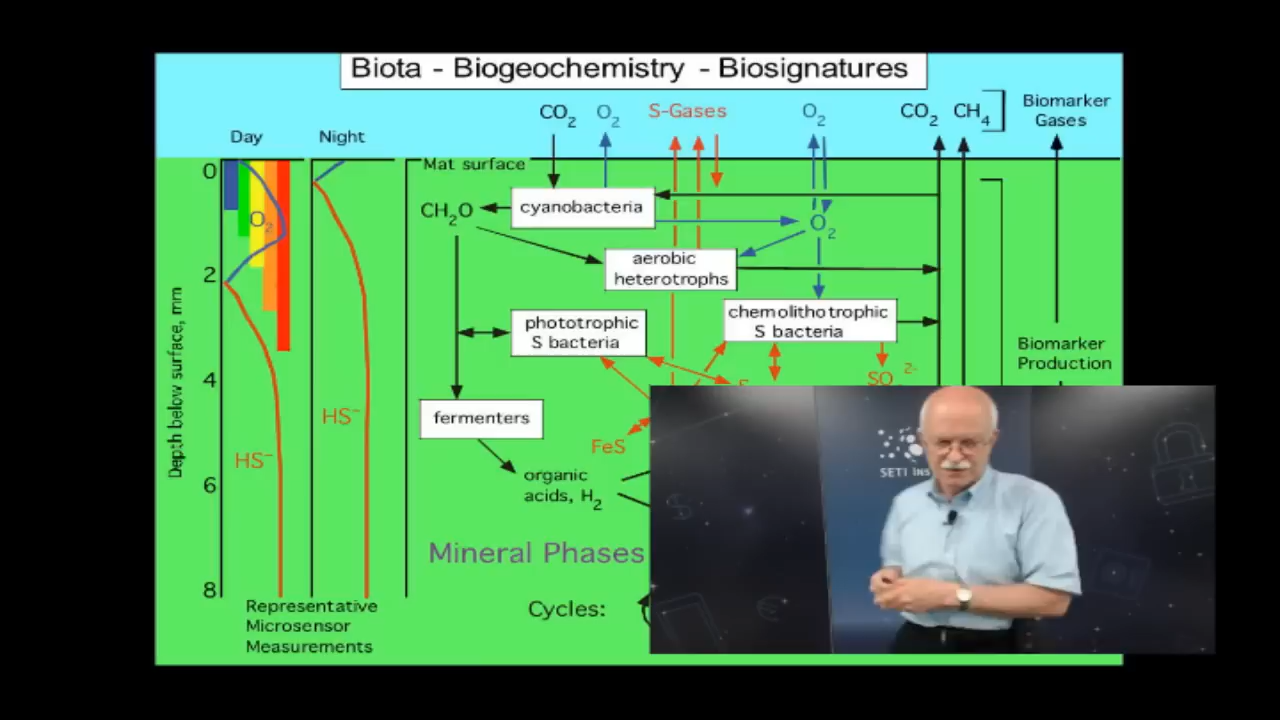 Biota - Biogeochemistry - Biosignatures
CO2 O2 S-Gases O2 CO2 CH4
Biomarker
Gases
Day Night
Mat surface
0
2
4
6
8
Depth below surface, mm
O2
HS⁻
HS⁻
Representative
Microsensor
Measurements
CH2O
cyanobacteria
O2
aerobic
heterotrophs
phototrophic
S bacteria
chemolithotrophic
S bacteria
Biomarker
Production
SO 2-
fermenters
FeS
organic
acids, H2
Mineral Phases
Cycles:
SETI